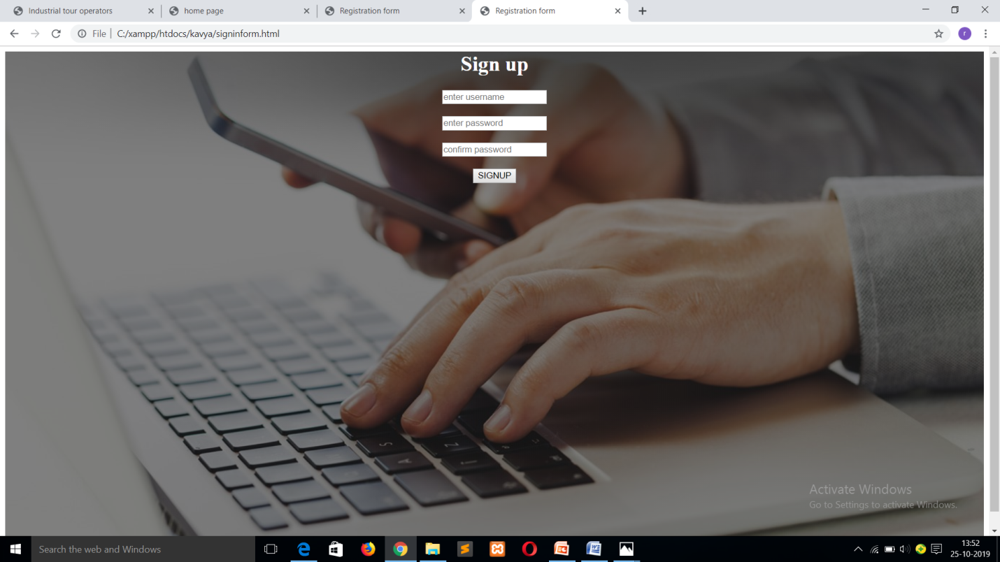 Industrial tour operators
home page
Registration form
Registration form
File
C:/xampp/htdocs/kavya/signinform.html
r
Sign up
enter username
enter password
confirm password
SIGNUP
S
A
Z
Activate Windows
Go to Settings to activate Windows.
Search the web and Windows
13:52
25-10-2019